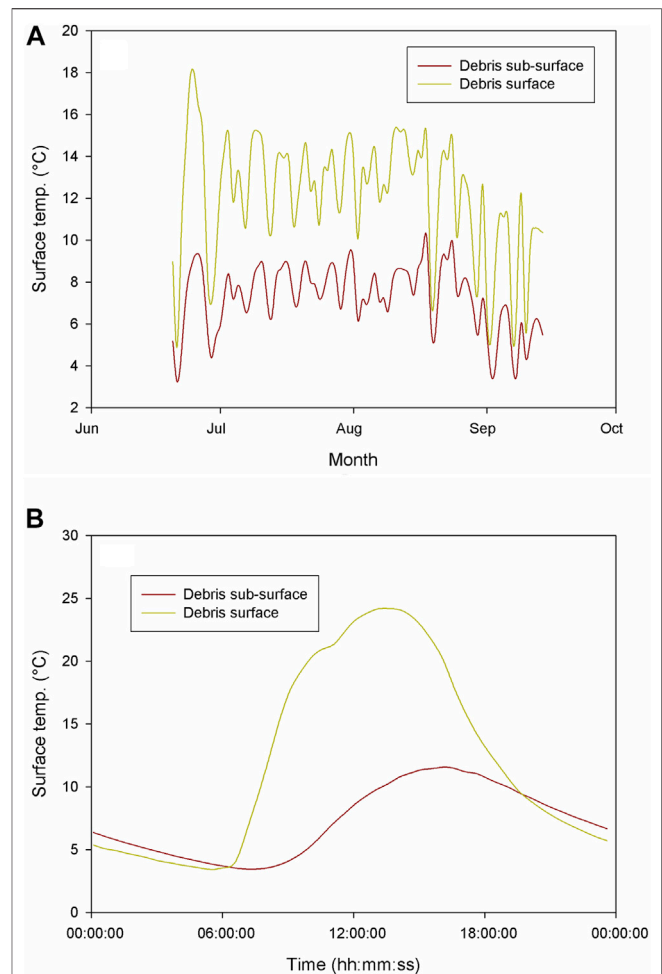 A
Surface temp. (°C)
20
18
16
14
12
10
8
6
4
2
Debris sub-surface
Debris surface
Jun
Jul
Aug
Sep
Oct
Month
B
Surface temp. (°C)
30
25
20
15
10
5
0
Debris sub-surface
Debris surface
00:00:00
06:00:00
12:00:00
18:00:00
00:00:00
Time (hh:mm:ss)